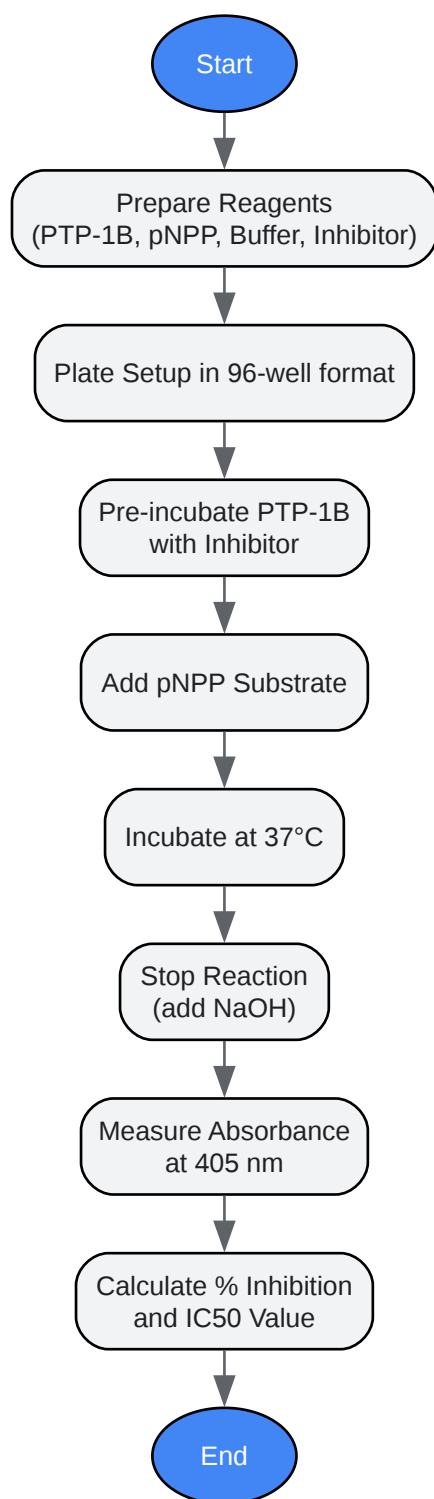 Start
Prepare Reagents
(PTP-1B, pNPP, Buffer, Inhibitor)
Plate Setup in 96-well format
Pre-incubate PTP-1B
with Inhibitor
Add pNPP Substrate
Incubate at 37°C
Stop Reaction
(add NaOH)
Measure Absorbance
at 405 nm
Calculate % Inhibition
and IC50 Value
End